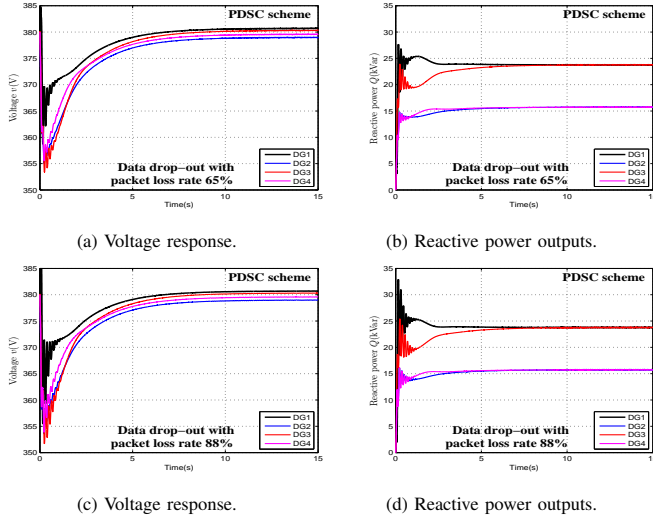 PDSC scheme
385
380
375
370
365
360
355
350
Voltage v(V)
Data drop−out with
packet loss rate 65%
DG1
DG2
DG3
DG4
0
5
10
15
Time(s)
(a) Voltage response.
PDSC scheme
35
30
25
20
15
10
5
0
Reactive power Q(kVar)
Data drop−out with
packet loss rate 65%
DG1
DG2
DG3
DG4
0
5
10
15
Time(s)
(b) Reactive power outputs.
PDSC scheme
385
380
375
370
365
360
355
350
Voltage v(V)
Data drop−out with
packet loss rate 88%
DG1
DG2
DG3
DG4
0
5
10
15
Time(s)
(c) Voltage response.
PDSC scheme
35
30
25
20
15
10
5
0
Reactive power Q(kVar)
Data drop−out with
packet loss rate 88%
DG1
DG2
DG3
DG4
0
5
10
15
Time(s)
(d) Reactive power outputs.